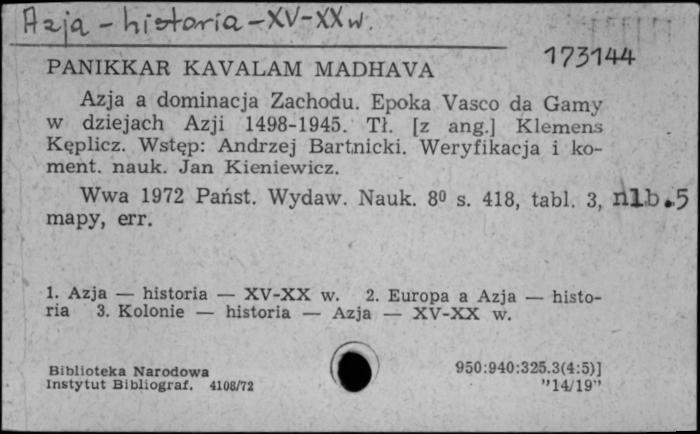 Azja - historia - XV-XX w.
173144
PANIKKAR KAVALAM MADHAVA
Azja a dominacja Zachodu. Epoka Vasco da Gamy
w dziejach Azji 1498-1945. Tł. [z ang.] Klemens
Kęplicz. Wstęp: Andrzej Bartnicki. Weryfikacja i ko-
ment. nauk. Jan Kieniewicz.
Wwa 1972 Państ. Wydaw. Nauk. 8⁰ s. 418, tabl. 3, nlb.5
mapy, err.
1. Azja — historia — XV-XX w. 2. Europa a Azja — histo-
ria 3. Kolonie — historia — Azja — XV-XX w.
Biblioteka Narodowa
Instytut Bibliograf. 4108/72
950:940:325.3(4:5)]
"14/19"